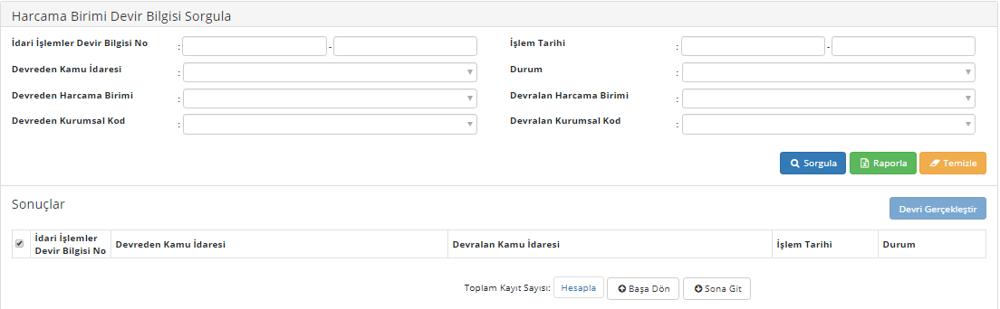 Harcama Birimi Devir Bilgisi Sorgula
İdari İşlemler Devir Bilgisi No : - İşlem Tarihi : -
Devreden Kamu İdaresi : Durum :
Devreden Harcama Birimi : Devralan Harcama Birimi :
Devreden Kurumsal Kod : Devralan Kurumsal Kod :
Sorgula Raporla Temizle
Sonuçlar Devri Gerçekleştir
İdari İşlemler
Devir Bilgisi No Devreden Kamu İdaresi Devralan Kamu İdaresi İşlem Tarihi Durum
Toplam Kayıt Sayısı: Hesapla Başa Dön Sona Git